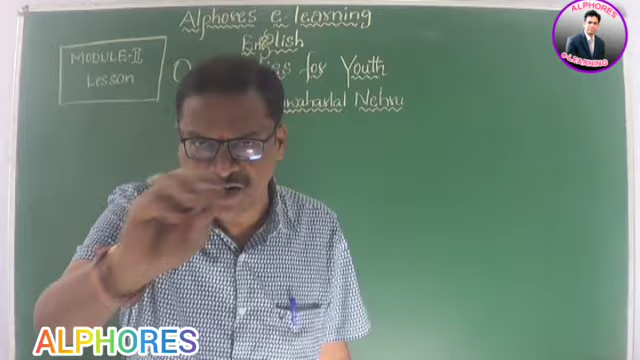 Alphores e-learning
English
MODULE-II
Lesson
for Youth
Nehru
ALPHORES
e-LEARNING
ALPHORES